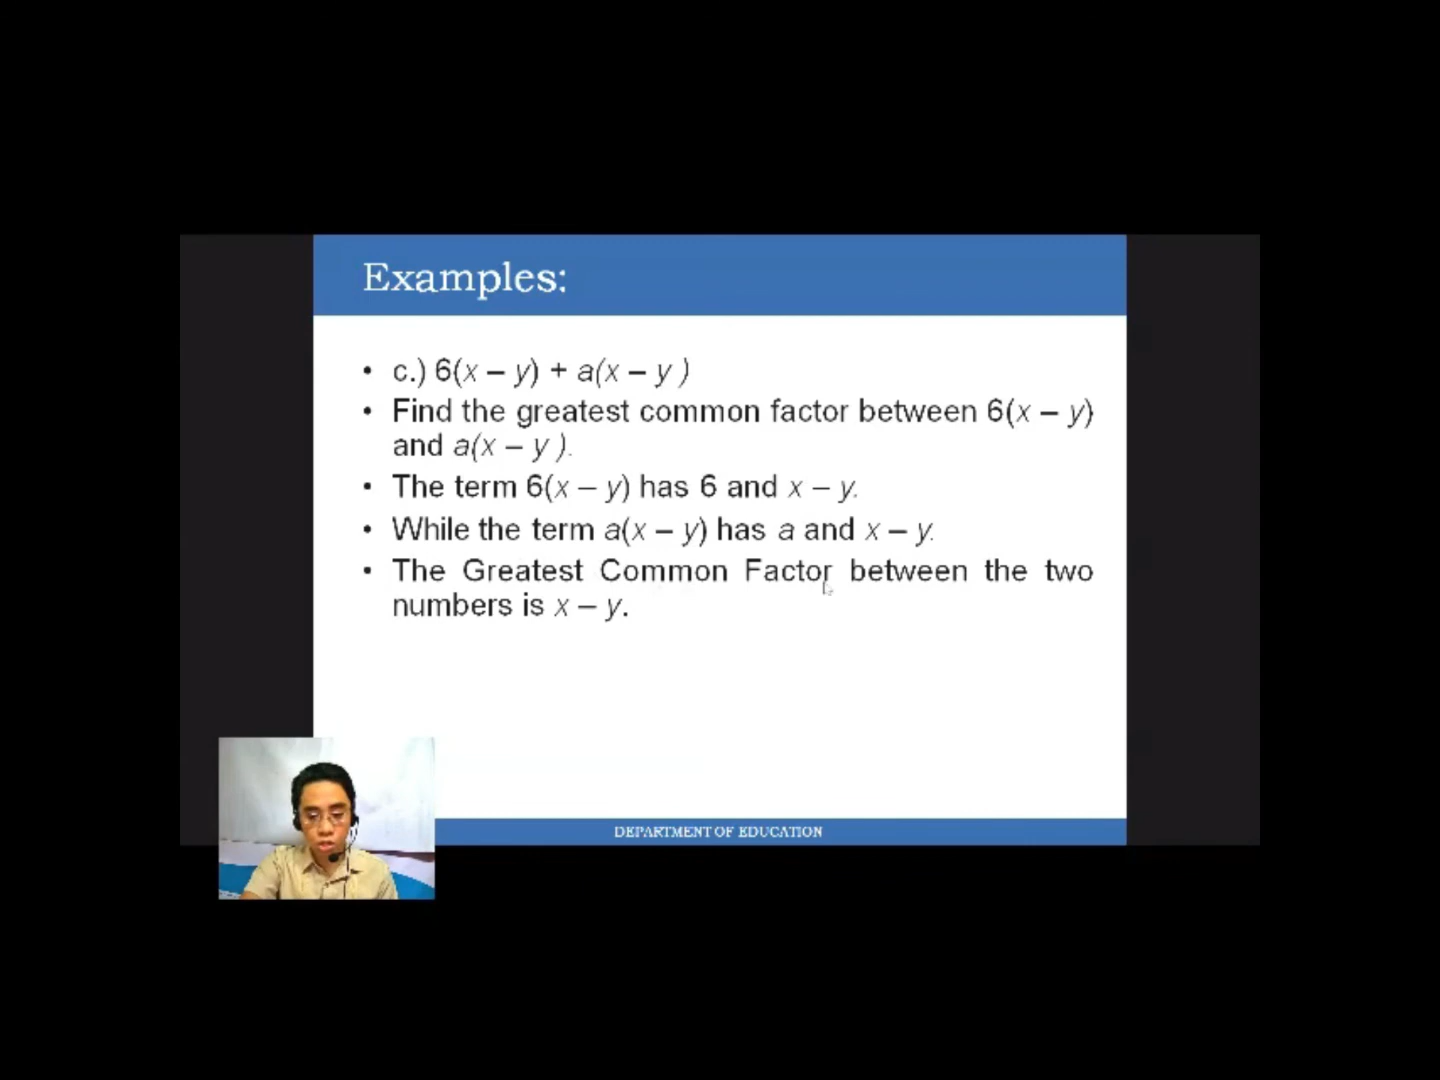 Examples:
• c.) 6(x – y) + a(x – y )
• Find the greatest common factor between 6(x – y)
and a(x – y ).
• The term 6(x – y) has 6 and x – y.
• While the term a(x – y) has a and x – y.
• The Greatest Common Factor between the two
numbers is x – y.
DEPARTMENT OF EDUCATION